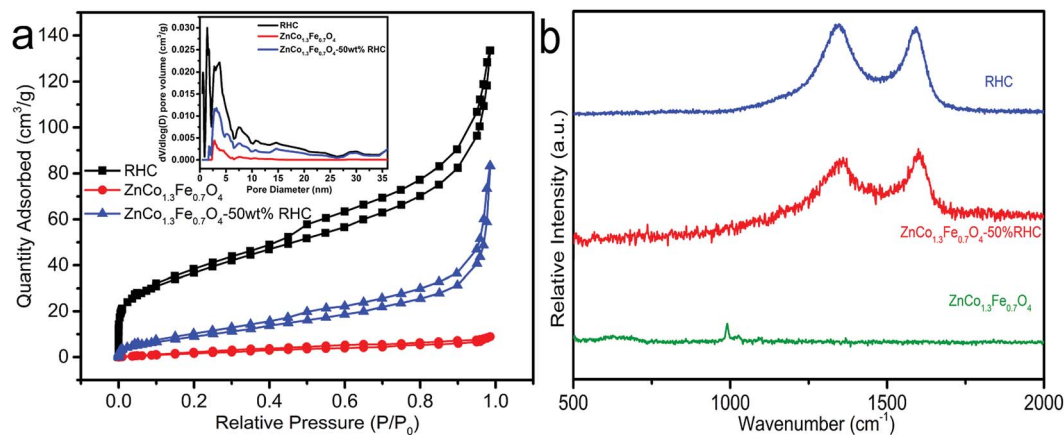 a
Quantity Adsorbed (cm³/g)
140
120
100
80
60
40
20
0
0.0 0.2 0.4 0.6 0.8 1.0
Relative Pressure (P/P₀)
RHC
ZnCo₁.₃Fe₀.₇O₄
ZnCo₁.₃Fe₀.₇O₄-50wt% RHC
dV/dlog(D) pore volume (cm³/g)
0.030
0.025
0.020
0.015
0.010
0.005
0.000
0 5 10 15 20 25 30 35
Pore Diameter (nm)
RHC
ZnCo₁.₃Fe₀.₇O₄
ZnCo₁.₃Fe₀.₇O₄-50wt% RHC
b
Relative Intensity (a.u.)
RHC
ZnCo₁.₃Fe₀.₇O₄-50%RHC
ZnCo₁.₃Fe₀.₇O₄
500 1000 1500 2000
Wavenumber (cm⁻¹)